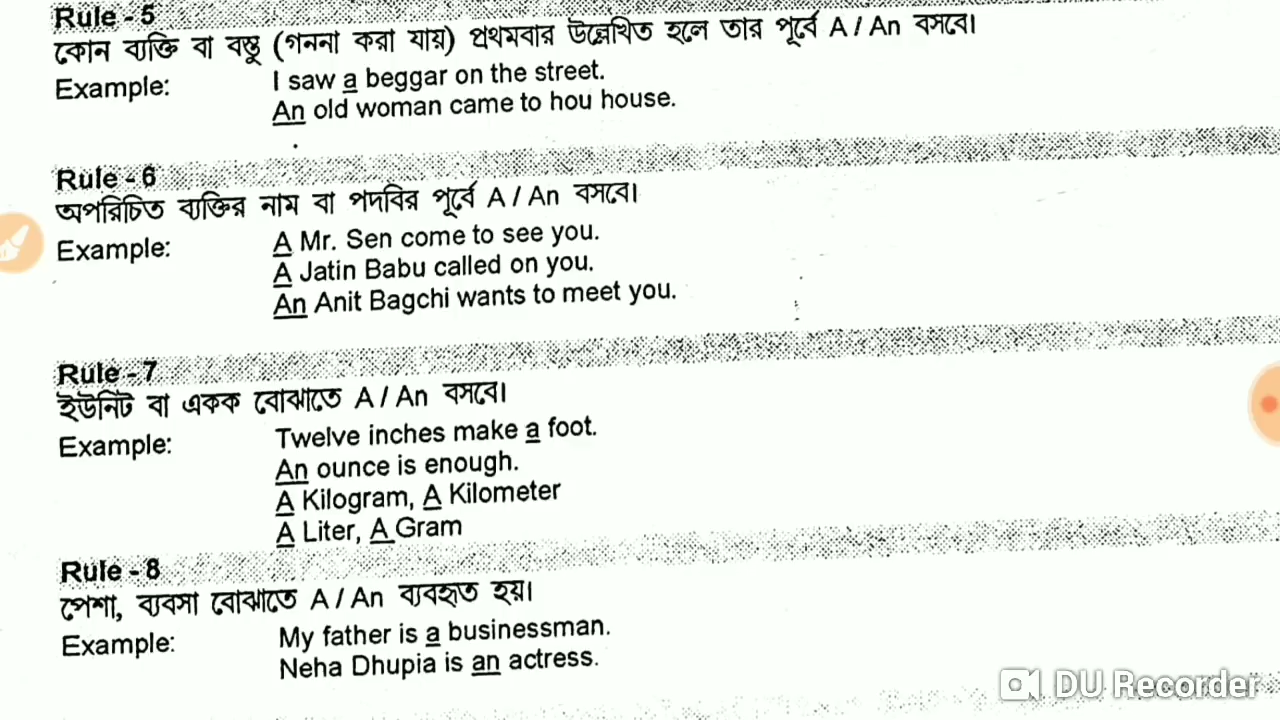 Rule - 5
কোন ব্যক্তি বা বস্তু (গননা করা যায়) প্রথমবার উল্লেখিত হলে তার পূর্বে A / An বসবে।
Example: I saw a beggar on the street.
An old woman came to hou house.
Rule - 6
অপরিচিত ব্যক্তির নাম বা পদবির পূর্বে A / An বসবে।
Example: A Mr. Sen come to see you.
A Jatin Babu called on you.
An Anit Bagchi wants to meet you.
Rule - 7
ইউনিট বা একক বোঝাতে A / An বসবে।
Example: Twelve inches make a foot.
An ounce is enough.
A Kilogram, A Kilometer
A Liter, A Gram
Rule - 8
পেশা, ব্যবসা বোঝাতে A / An ব্যবহৃত হয়।
Example: My father is a businessman.
Neha Dhupia is an actress.
DU Recorder